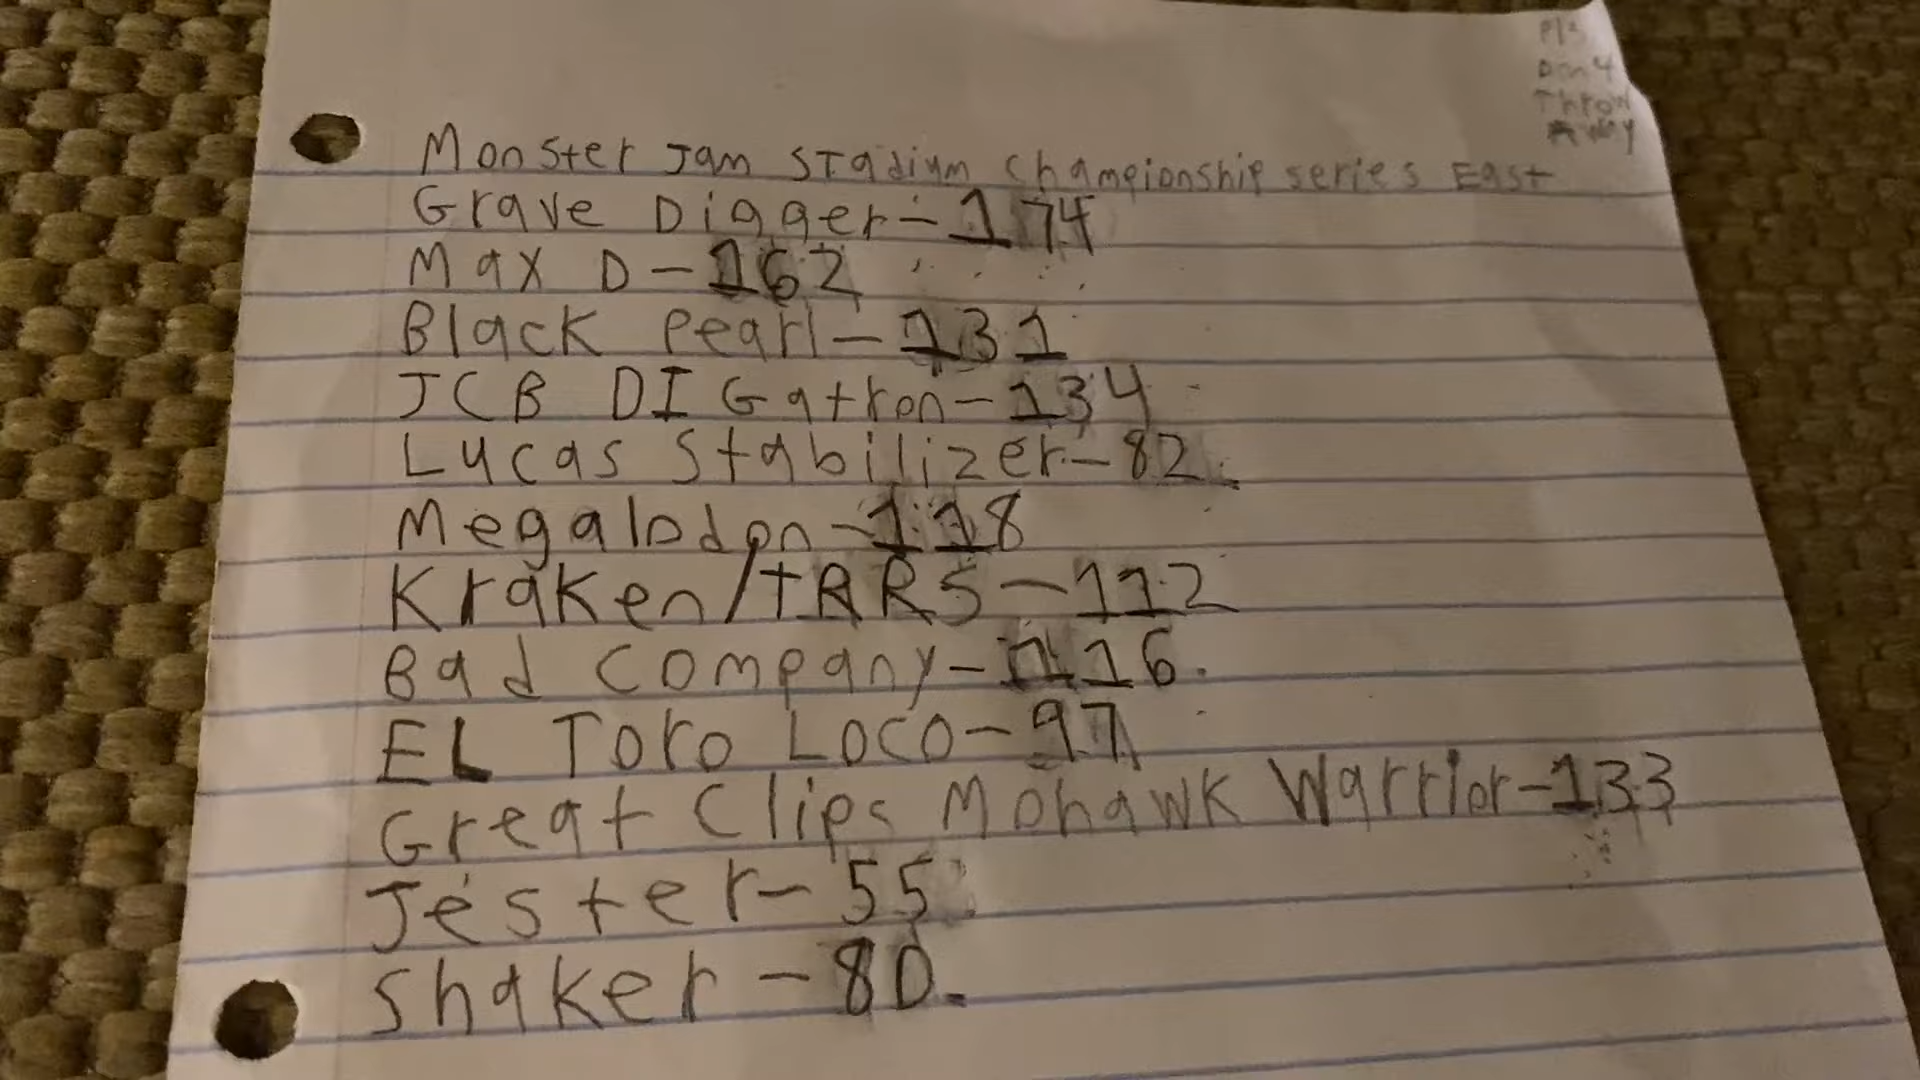 Pls
Don4
Throw
Away
Monster Jam STadium Championship series East
Grave Digger-174
Max D-162
Black Pearl-131
JCB DIGatron-134
Lucas Stabilizer-82
Megalodon-118
Kraken/TRRS-112
Bad Company-116
EL Toro Loco-97
Great Clips Mohawk Warrior-133
Jester-55
Shaker-80